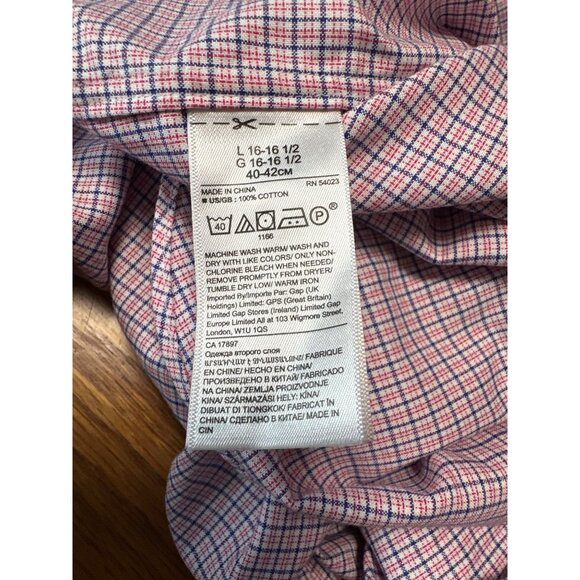 L 16-16 1/2
G 16-16 1/2
40-42CM
MADE IN CHINA RN 54023
■ US/GB : 100% COTTON
40 P
1166
MACHINE WASH WARM/ WASH AND
DRY WITH LIKE COLORS/ ONLY NON-
CHLORINE BLEACH WHEN NEEDED/
REMOVE PROMPTLY FROM DRYER/
TUMBLE DRY LOW/ WARM IRON
Imported By/Importe Par: Gap (UK
Holdings) Limited: GPS (Great Britain)
Limited Gap Stores (Ireland) Limited Gap
Europe Limited All at 103 Wigmore Street.
London, W1U 1QS
CA 17897
Одежда второго слоя
FABRIQUE
EN CHINE/ HECHO EN CHINA/
ПРОИЗВЕДЕНО В КИТАЙ/ FABRICADO
NA CHINA/ ZEMLJA PROIZVODNJE
KINA/ SZÁRMAZÁSI HELY: KÍNA/
DIBUAT DI TIONGKOK/ FABRICAT ÎN
CHINA/ СДЕЛАНО В КИТАЕ/ MADE IN
CIN